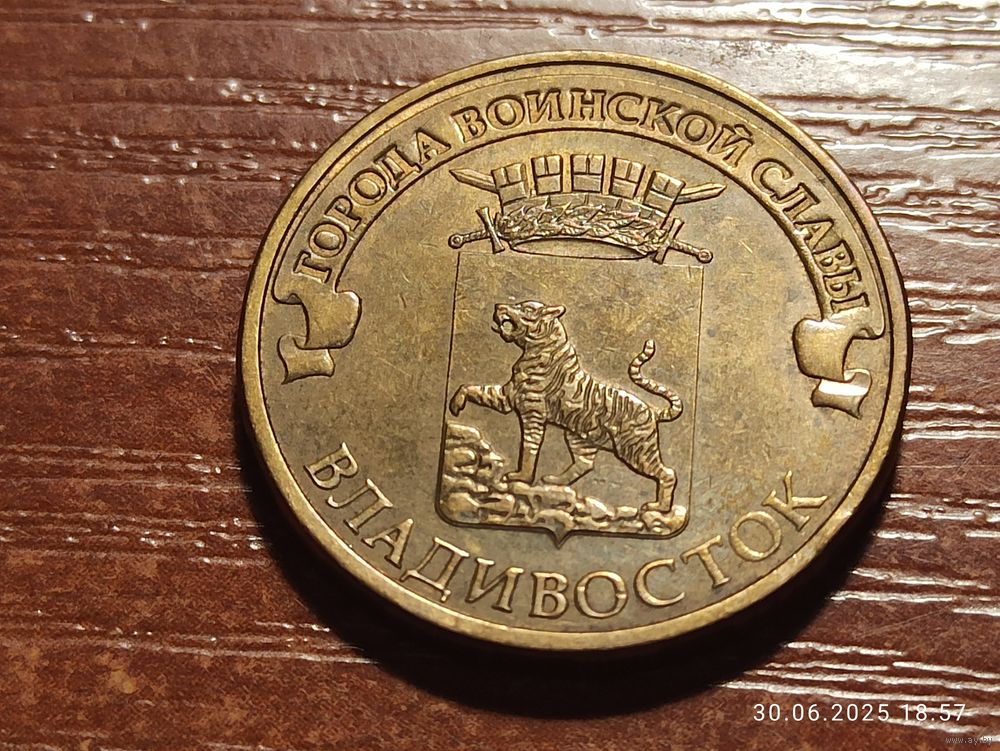 ГОРОДА ВОИНСКОЙ СЛАВЫ
ВЛАДИВОСТОК
30.06.2025 18:57